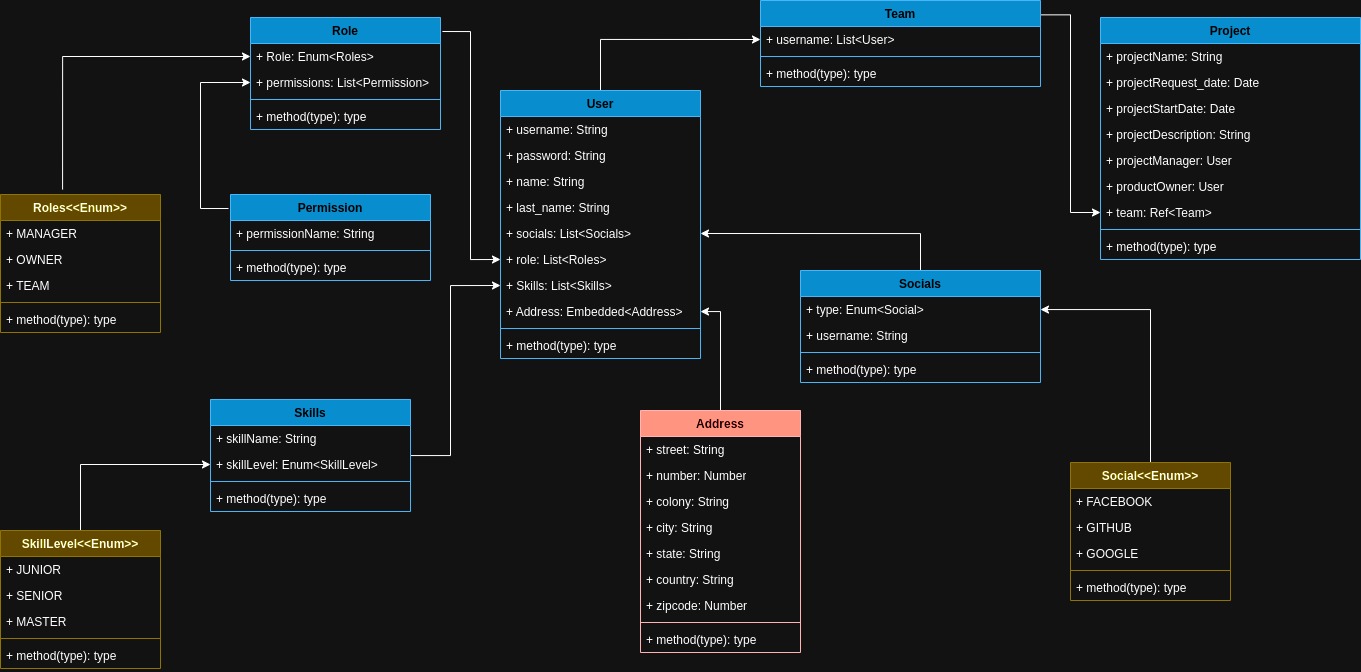 Role
+ Role: Enum<Roles>
+ permissions: List<Permission>
+ method(type): type
Team
+ username: List<User>
+ method(type): type
Project
+ projectName: String
+ projectRequest_date: Date
+ projectStartDate: Date
+ projectDescription: String
+ projectManager: User
+ productOwner: User
+ team: Ref<Team>
+ method(type): type
User
+ username: String
+ password: String
+ name: String
+ last_name: String
+ socials: List<Socials>
+ role: List<Roles>
+ Skills: List<Skills>
+ Address: Embedded<Address>
+ method(type): type
Roles<<Enum>>
+ MANAGER
+ OWNER
+ TEAM
+ method(type): type
Permission
+ permissionName: String
+ method(type): type
Socials
+ type: Enum<Social>
+ username: String
+ method(type): type
Skills
+ skillName: String
+ skillLevel: Enum<SkillLevel>
+ method(type): type
Address
+ street: String
+ number: Number
+ colony: String
+ city: String
+ state: String
+ country: String
+ zipcode: Number
+ method(type): type
Social<<Enum>>
+ FACEBOOK
+ GITHUB
+ GOOGLE
+ method(type): type
SkillLevel<<Enum>>
+ JUNIOR
+ SENIOR
+ MASTER
+ method(type): type